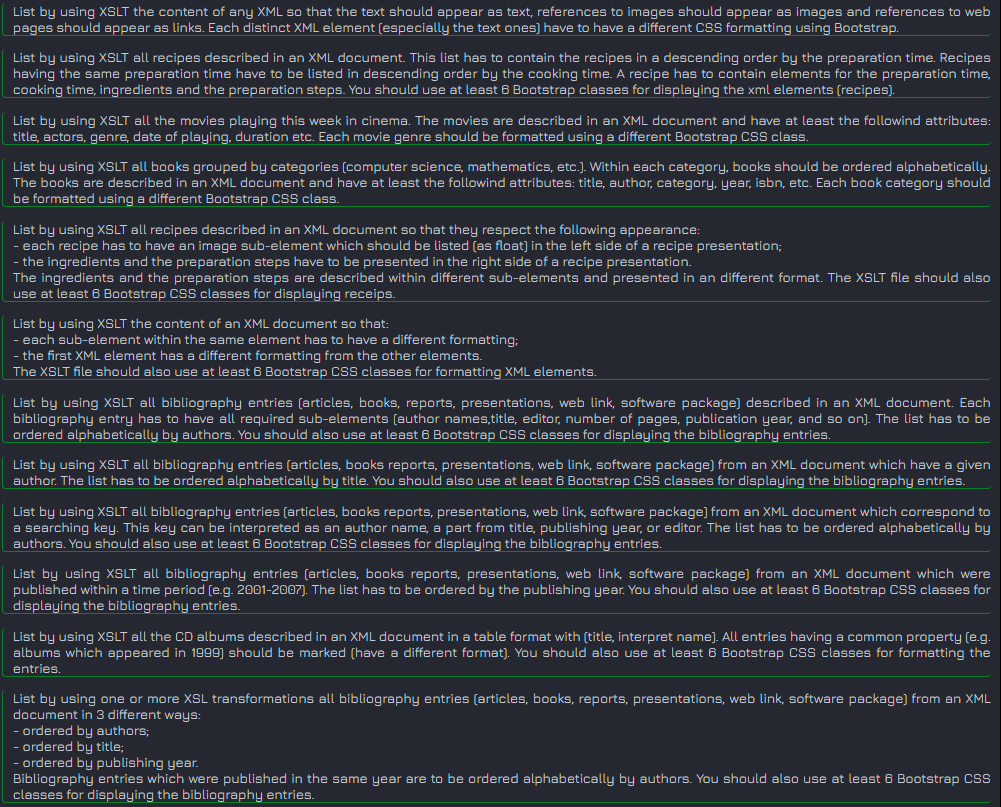 List by using XSLT the content of any XML so that the text should appear as text, references to images should appear as images and references to web
pages should appear as links. Each distinct XML element (especially the text ones) have to have a different CSS formatting using Bootstrap.
List by using XSLT all recipes described in an XML document. This list has to contain the recipes in a descending order by the preparation time. Recipes
having the same preparation time have to be listed in descending order by the cooking time. A recipe has to contain elements for the preparation time,
cooking time, ingredients and the preparation steps. You should use at least 6 Bootstrap classes for displaying the xml elements (recipes).
List by using XSLT all the movies playing this week in cinema. The movies are described in an XML document and have at least the followind attributes:
title, actors, genre, date of playing, duration etc. Each movie genre should be formatted using a different Bootstrap CSS class.
List by using XSLT all books grouped by categories (computer science, mathematics, etc.). Within each category, books should be ordered alphabetically.
The books are described in an XML document and have at least the followind attributes: title, author, category, year, isbn, etc. Each book category should
be formatted using a different Bootstrap CSS class.
List by using XSLT all recipes described in an XML document so that they respect the following appearance:
- each recipe has to have an image sub-element which should be listed (as float) in the left side of a recipe presentation;
- the ingredients and the preparation steps have to be presented in the right side of a recipe presentation.
The ingredients and the preparation steps are described within different sub-elements and presented in an different format. The XSLT file should also
use at least 6 Bootstrap CSS classes for displaying receips.
List by using XSLT the content of an XML document so that:
- each sub-element within the same element has to have a different formatting;
- the first XML element has a different formatting from the other elements.
The XSLT file should also use at least 6 Bootstrap CSS classes for formatting XML elements.
List by using XSLT all bibliography entries (articles, books, reports, presentations, web link, software package) described in an XML document. Each
bibliography entry has to have all required sub-elements (author names,title, editor, number of pages, publication year, and so on). The list has to be
ordered alphabetically by authors. You should also use at least 6 Bootstrap CSS classes for displaying the bibliography entries.
List by using XSLT all bibliography entries (articles, books reports, presentations, web link, software package) from an XML document which have a given
author. The list has to be ordered alphabetically by title. You should also use at least 6 Bootstrap CSS classes for displaying the bibliography entries.
List by using XSLT all bibliography entries (articles, books reports, presentations, web link, software package) from an XML document which correspond to
a searching key. This key can be interpreted as an author name, a part from title, publishing year, or editor. The list has to be ordered alphabetically by
authors. You should also use at least 6 Bootstrap CSS classes for displaying the bibliography entries.
List by using XSLT all bibliography entries (articles, books reports, presentations, web link, software package) from an XML document which were
published within a time period (e.g. 2001-2007). The list has to be ordered by the publishing year. You should also use at least 6 Bootstrap CSS classes for
displaying the bibliography entries.
List by using XSLT all the CD albums described in an XML document in a table format with (title, interpret name). All entries having a common property (e.g.
albums which appeared in 1999) should be marked (have a different format). You should also use at least 6 Bootstrap CSS classes for formatting the
entries.
List by using one or more XSL transformations all bibliography entries (articles, books, reports, presentations, web link, software package) from an XML
document in 3 different ways:
- ordered by authors;
- ordered by title;
- ordered by publishing year.
Bibliography entries which were published in the same year are to be ordered alphabetically by authors. You should also use at least 6 Bootstrap CSS
classes for displaying the bibliography entries.